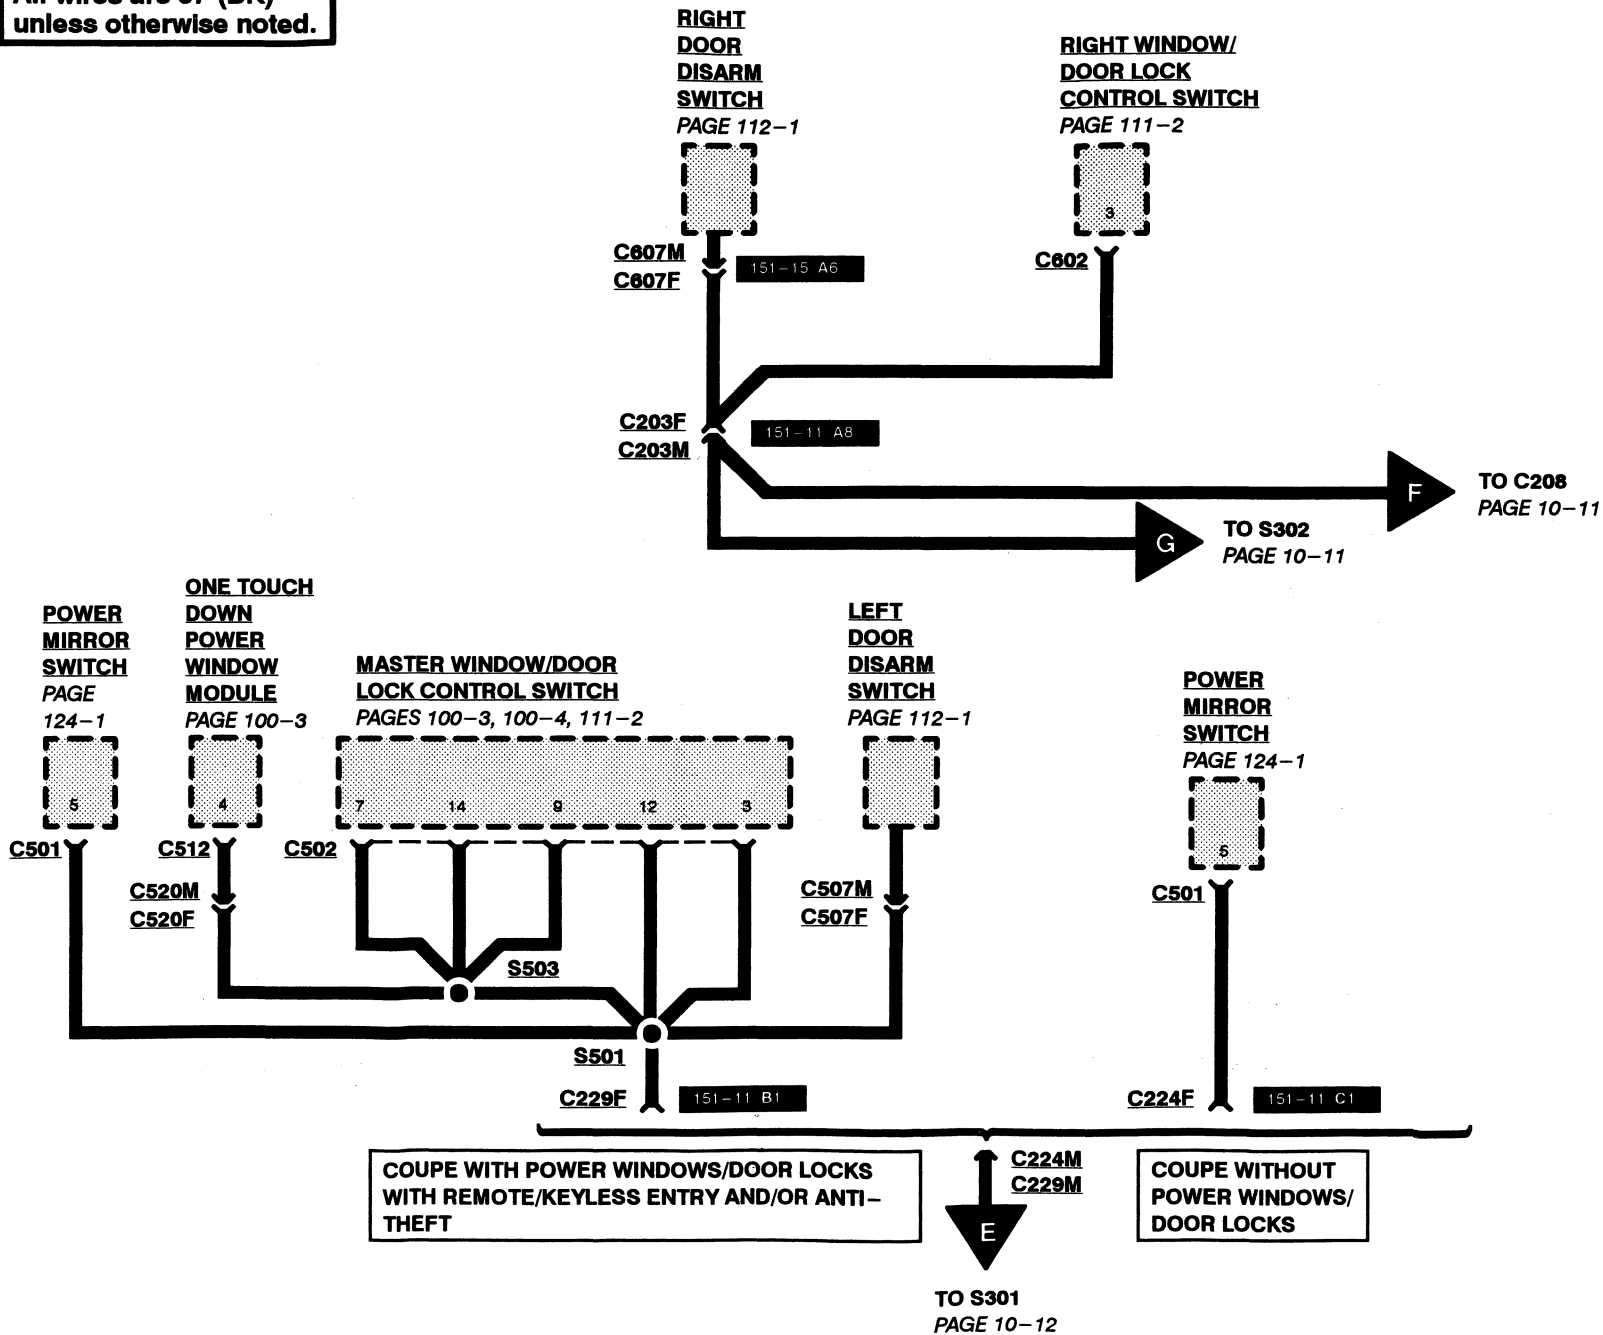 unless otherwise noted.
RIGHT
DOOR
DISARM
SWITCH
PAGE 112-1
RIGHT WINDOW/
DOOR LOCK
CONTROL SWITCH
PAGE 111-2
3
C607M
C607F
151-15 A6
C602
C203F
C203M
151-11 A8
F
TO C208
PAGE 10-11
G
TO S302
PAGE 10-11
POWER
MIRROR
SWITCH
PAGE
124-1
5
C501
ONE TOUCH
DOWN
POWER
WINDOW
MODULE
PAGE 100-3
4
C512
C520M
C520F
MASTER WINDOW/DOOR
LOCK CONTROL SWITCH
PAGES 100-3, 100-4, 111-2
7 14 9 12 3
C502
S503
LEFT
DOOR
DISARM
SWITCH
PAGE 112-1
C507M
C507F
POWER
MIRROR
SWITCH
PAGE 124-1
5
C501
S501
C229F
151-11 B1
C224F
151-11 C1
COUPE WITH POWER WINDOWS/DOOR LOCKS
WITH REMOTE/KEYLESS ENTRY AND/OR ANTI-
THEFT
C224M
C229M
E
COUPE WITHOUT
POWER WINDOWS/
DOOR LOCKS
TO S301
PAGE 10-12